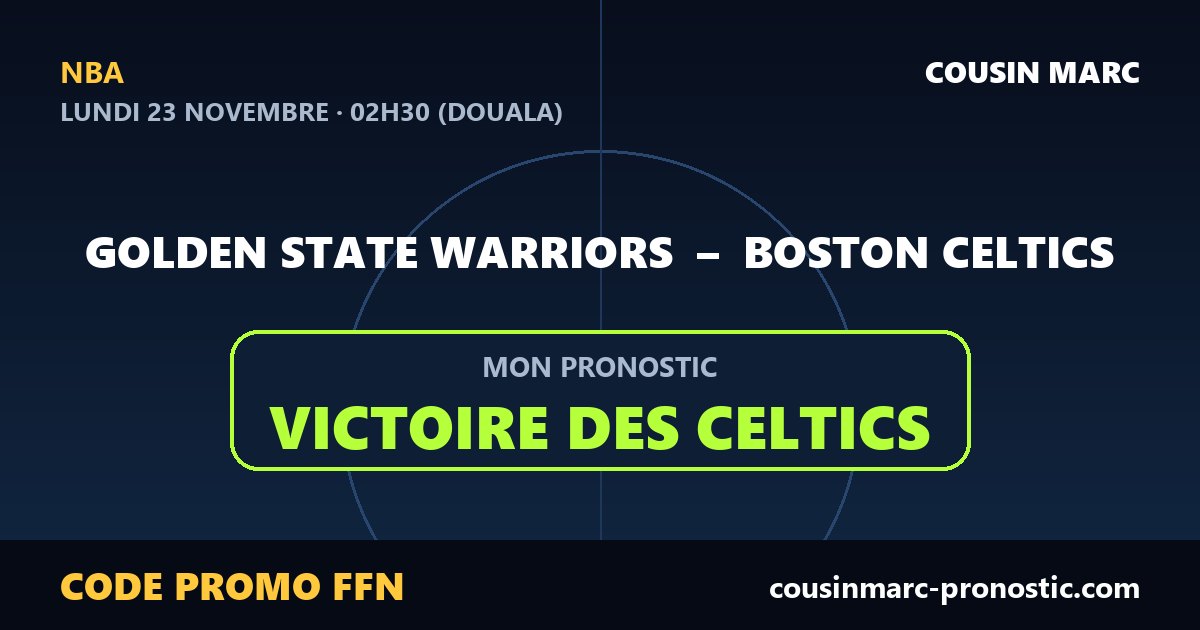 NBA
COUSIN MARC
LUNDI 23 NOVEMBRE · 02H30 (DOUALA)
GOLDEN STATE WARRIORS – BOSTON CELTICS
MON PRONOSTIC
VICTOIRE DES CELTICS
CODE PROMO FFN
cousinmarc-pronostic.com